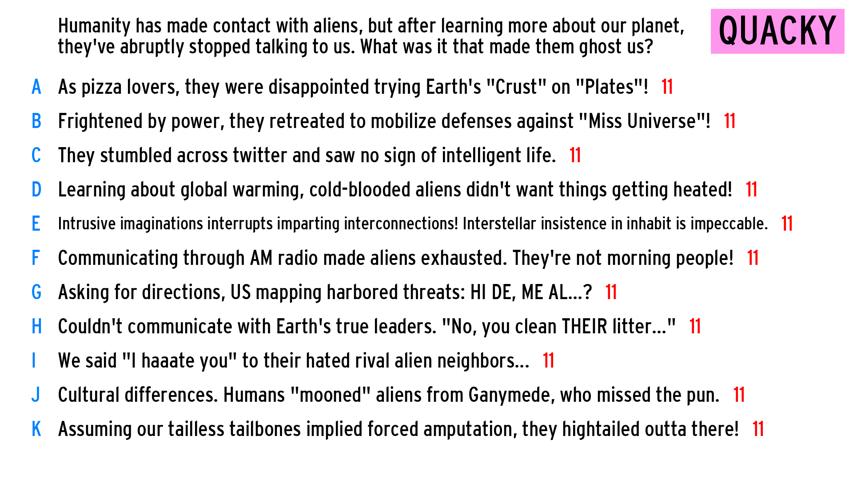 Humanity has made contact with aliens, but after learning more about our planet,
they've abruptly stopped talking to us. What was it that made them ghost us?
QUACKY
A As pizza lovers, they were disappointed trying Earth's "Crust" on "Plates"! 11
B Frightened by power, they retreated to mobilize defenses against "Miss Universe"! 11
C They stumbled across twitter and saw no sign of intelligent life. 11
D Learning about global warming, cold-blooded aliens didn't want things getting heated! 11
E Intrusive imaginations interrupts imparting interconnections! Interstellar insistence in inhabit is impeccable. 11
F Communicating through AM radio made aliens exhausted. They're not morning people! 11
G Asking for directions, US mapping harbored threats: HI DE, ME AL...? 11
H Couldn't communicate with Earth's true leaders. "No, you clean THEIR litter..." 11
I We said "I haaate you" to their hated rival alien neighbors... 11
J Cultural differences. Humans "mooned" aliens from Ganymede, who missed the pun. 11
K Assuming our tailless tailbones implied forced amputation, they hightailed outta there! 11